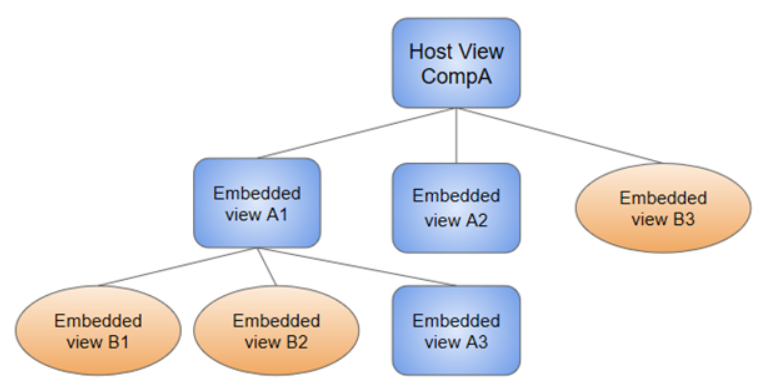 Host View
CompA
Embedded
view A1
Embedded
view A2
Embedded
view B3
Embedded
view B1
Embedded
view B2
Embedded
view A3